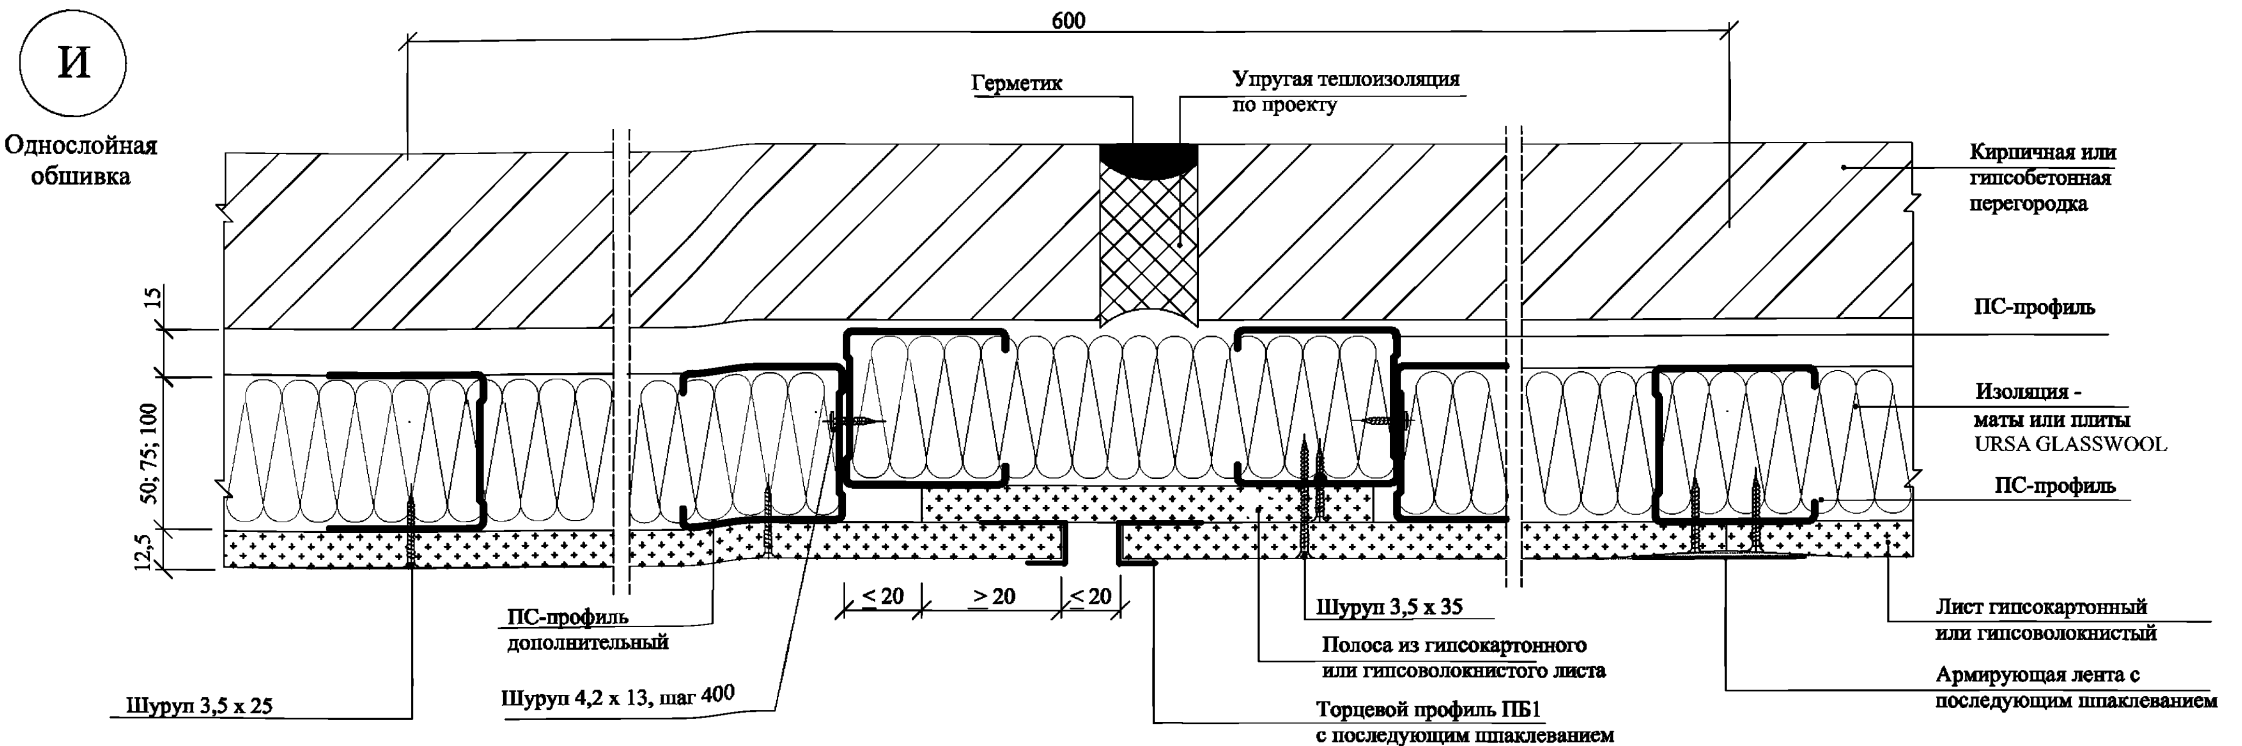 И
Однослойная
обшивка
600
Герметик
Упругая теплоизоляция
по проекту
Кирпичная или
гипсобетонная
перегородка
15
50; 75; 100
12,5
ПС-профиль
Изоляция -
маты или плиты
URSA GLASSWOOL
ПС-профиль
≤ 20
≥ 20
≤ 20
ПС-профиль
дополнительный
Шуруп 3,5 х 25
Шуруп 4,2 х 13, шаг 400
Шуруп 3,5 х 35
Полоса из гипсокартонного
или гипсоволокнистого листа
Торцевой профиль ПБ1
с последующим шпаклеванием
Лист гипсокартонный
или гипсоволокнистый
Армирующая лента с
последующим шпаклеванием